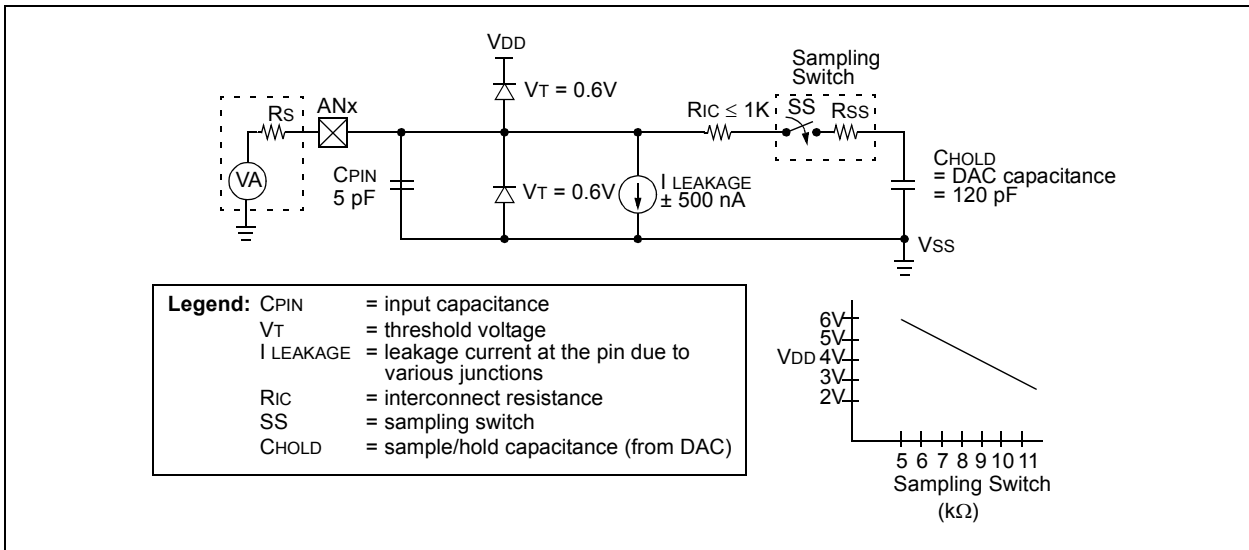 VDD
Sampling
Switch
VT = 0.6V
RS
ANx
RIC ≤ 1K
SS
RSS
VA
CPIN
5 pF
VT = 0.6V
I LEAKAGE
± 500 nA
CHOLD
= DAC capacitance
= 120 pF
VSS
Legend: CPIN = input capacitance
VT = threshold voltage
I LEAKAGE = leakage current at the pin due to
various junctions
RIC = interconnect resistance
SS = sampling switch
CHOLD = sample/hold capacitance (from DAC)
6V
5V
VDD 4V
3V
2V
5 6 7 8 9 10 11
Sampling Switch
(kΩ)